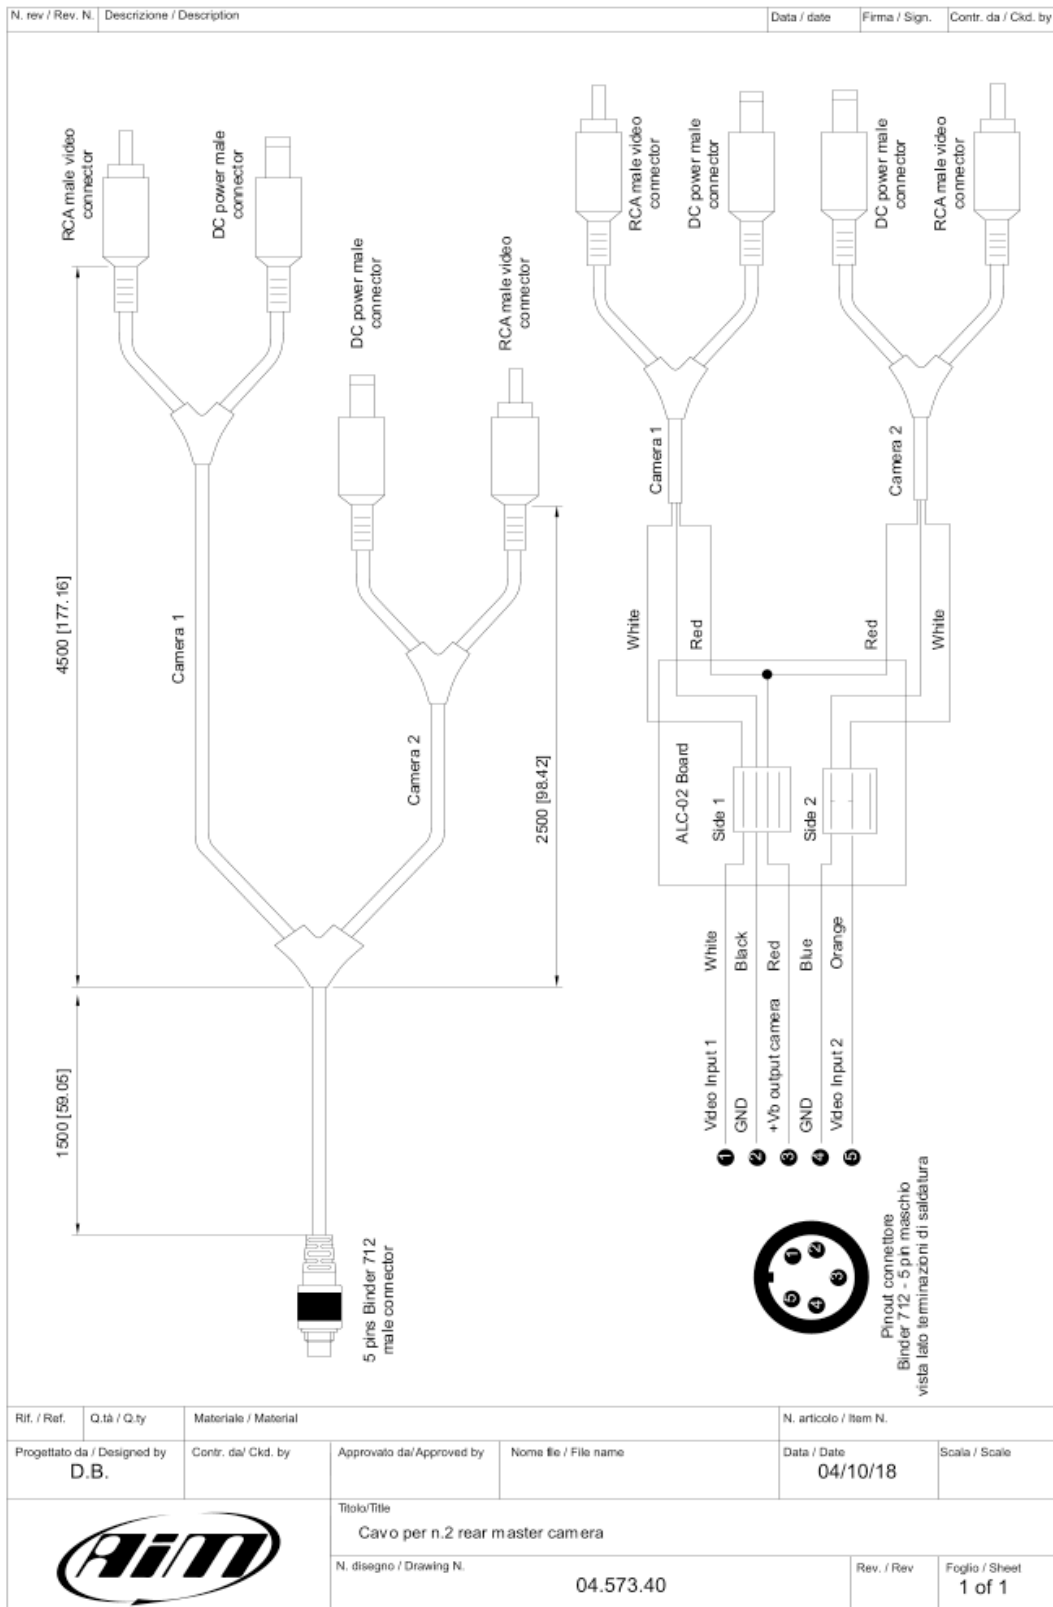 N. rev / Rev. N.
Descrizione / Description
Data / date
Firma / Sign.
Contr. da / Ckd. by
RCA male video
connector
DC power male
connector
DC power male
connector
RCA male video
connector
4500 [177.16]
Camera 1
Camera 2
2500 [98.42]
1500 [59.05]
5 pins Binder 712
male connector
RCA male video
connector
DC power male
connector
DC power male
connector
RCA male video
connector
Camera 1
Camera 2
White
Red
Red
White
ALC-02 Board
Side 1
Side 2
White
Black
Red
Blue
Orange
Video Input 1
GND
+Vb output camera
GND
Video Input 2
1
2
3
4
5
1
2
3
4
5
Pinout connettore
Binder 712 - 5 pin maschio
vista lato terminazioni di saldatura
Rif. / Ref.
Q.tà / Q.ty
Materiale / Material
N. articolo / Item N.
Progettato da / Designed by
D.B.
Contr. da/ Ckd. by
Approvato da/Approved by
Nome file / File name
Data / Date
04/10/18
Scala / Scale
AiM
Titolo/Title
Cavo per n.2 rear master camera
N. disegno / Drawing N.
04.573.40
Rev. / Rev
Foglio / Sheet
1 of 1